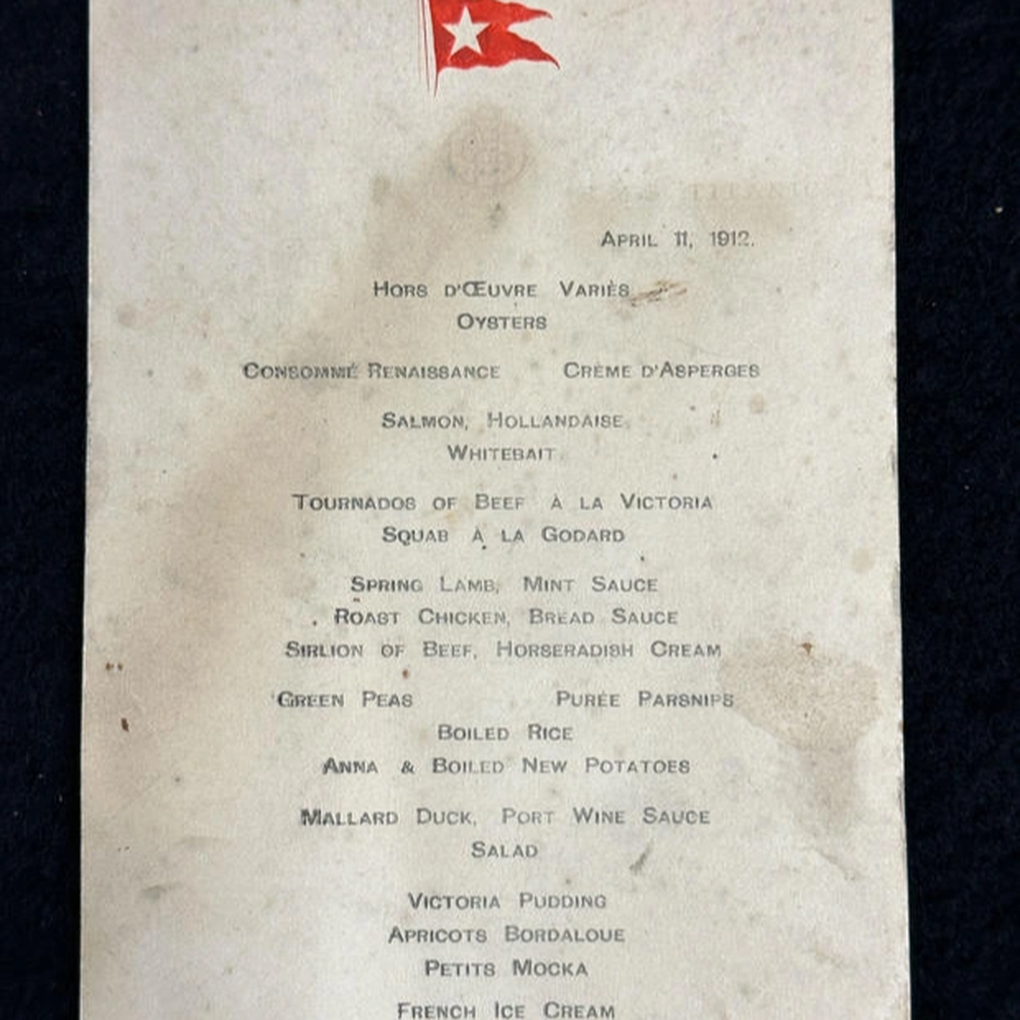 April 11, 1912.
Hors d'Œuvre Variès
Oysters
Consommé Renaissance Crème d'Asperges
Salmon, Hollandaise
Whitebait
Tournados of Beef à la Victoria
Squab à la Godard
Spring Lamb, Mint Sauce
Roast Chicken, Bread Sauce
Sirlion of Beef, Horseradish Cream
Green Peas Purée Parsnips
Boiled Rice
Anna & Boiled New Potatoes
Mallard Duck, Port Wine Sauce
Salad
Victoria Pudding
Apricots Bordaloue
Petits Mocka
French Ice Cream